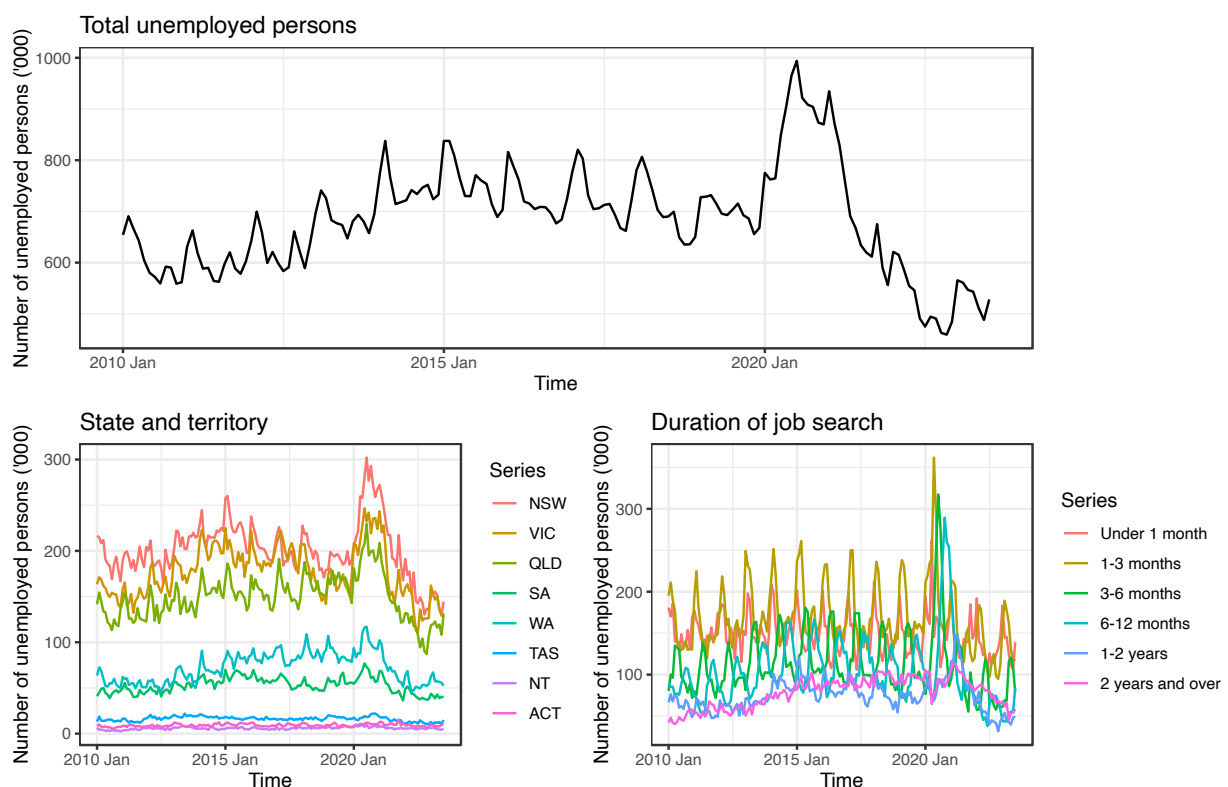 Total unemployed persons
Number of unemployed persons ('000)
1000
800
600
2010 Jan
2015 Jan
2020 Jan
Time
State and territory
Number of unemployed persons ('000)
300
200
100
0
2010 Jan
2015 Jan
2020 Jan
Time
Series
NSW
VIC
QLD
SA
WA
TAS
NT
ACT
Duration of job search
Number of unemployed persons ('000)
300
200
100
2010 Jan
2015 Jan
2020 Jan
Time
Series
Under 1 month
1-3 months
3-6 months
6-12 months
1-2 years
2 years and over